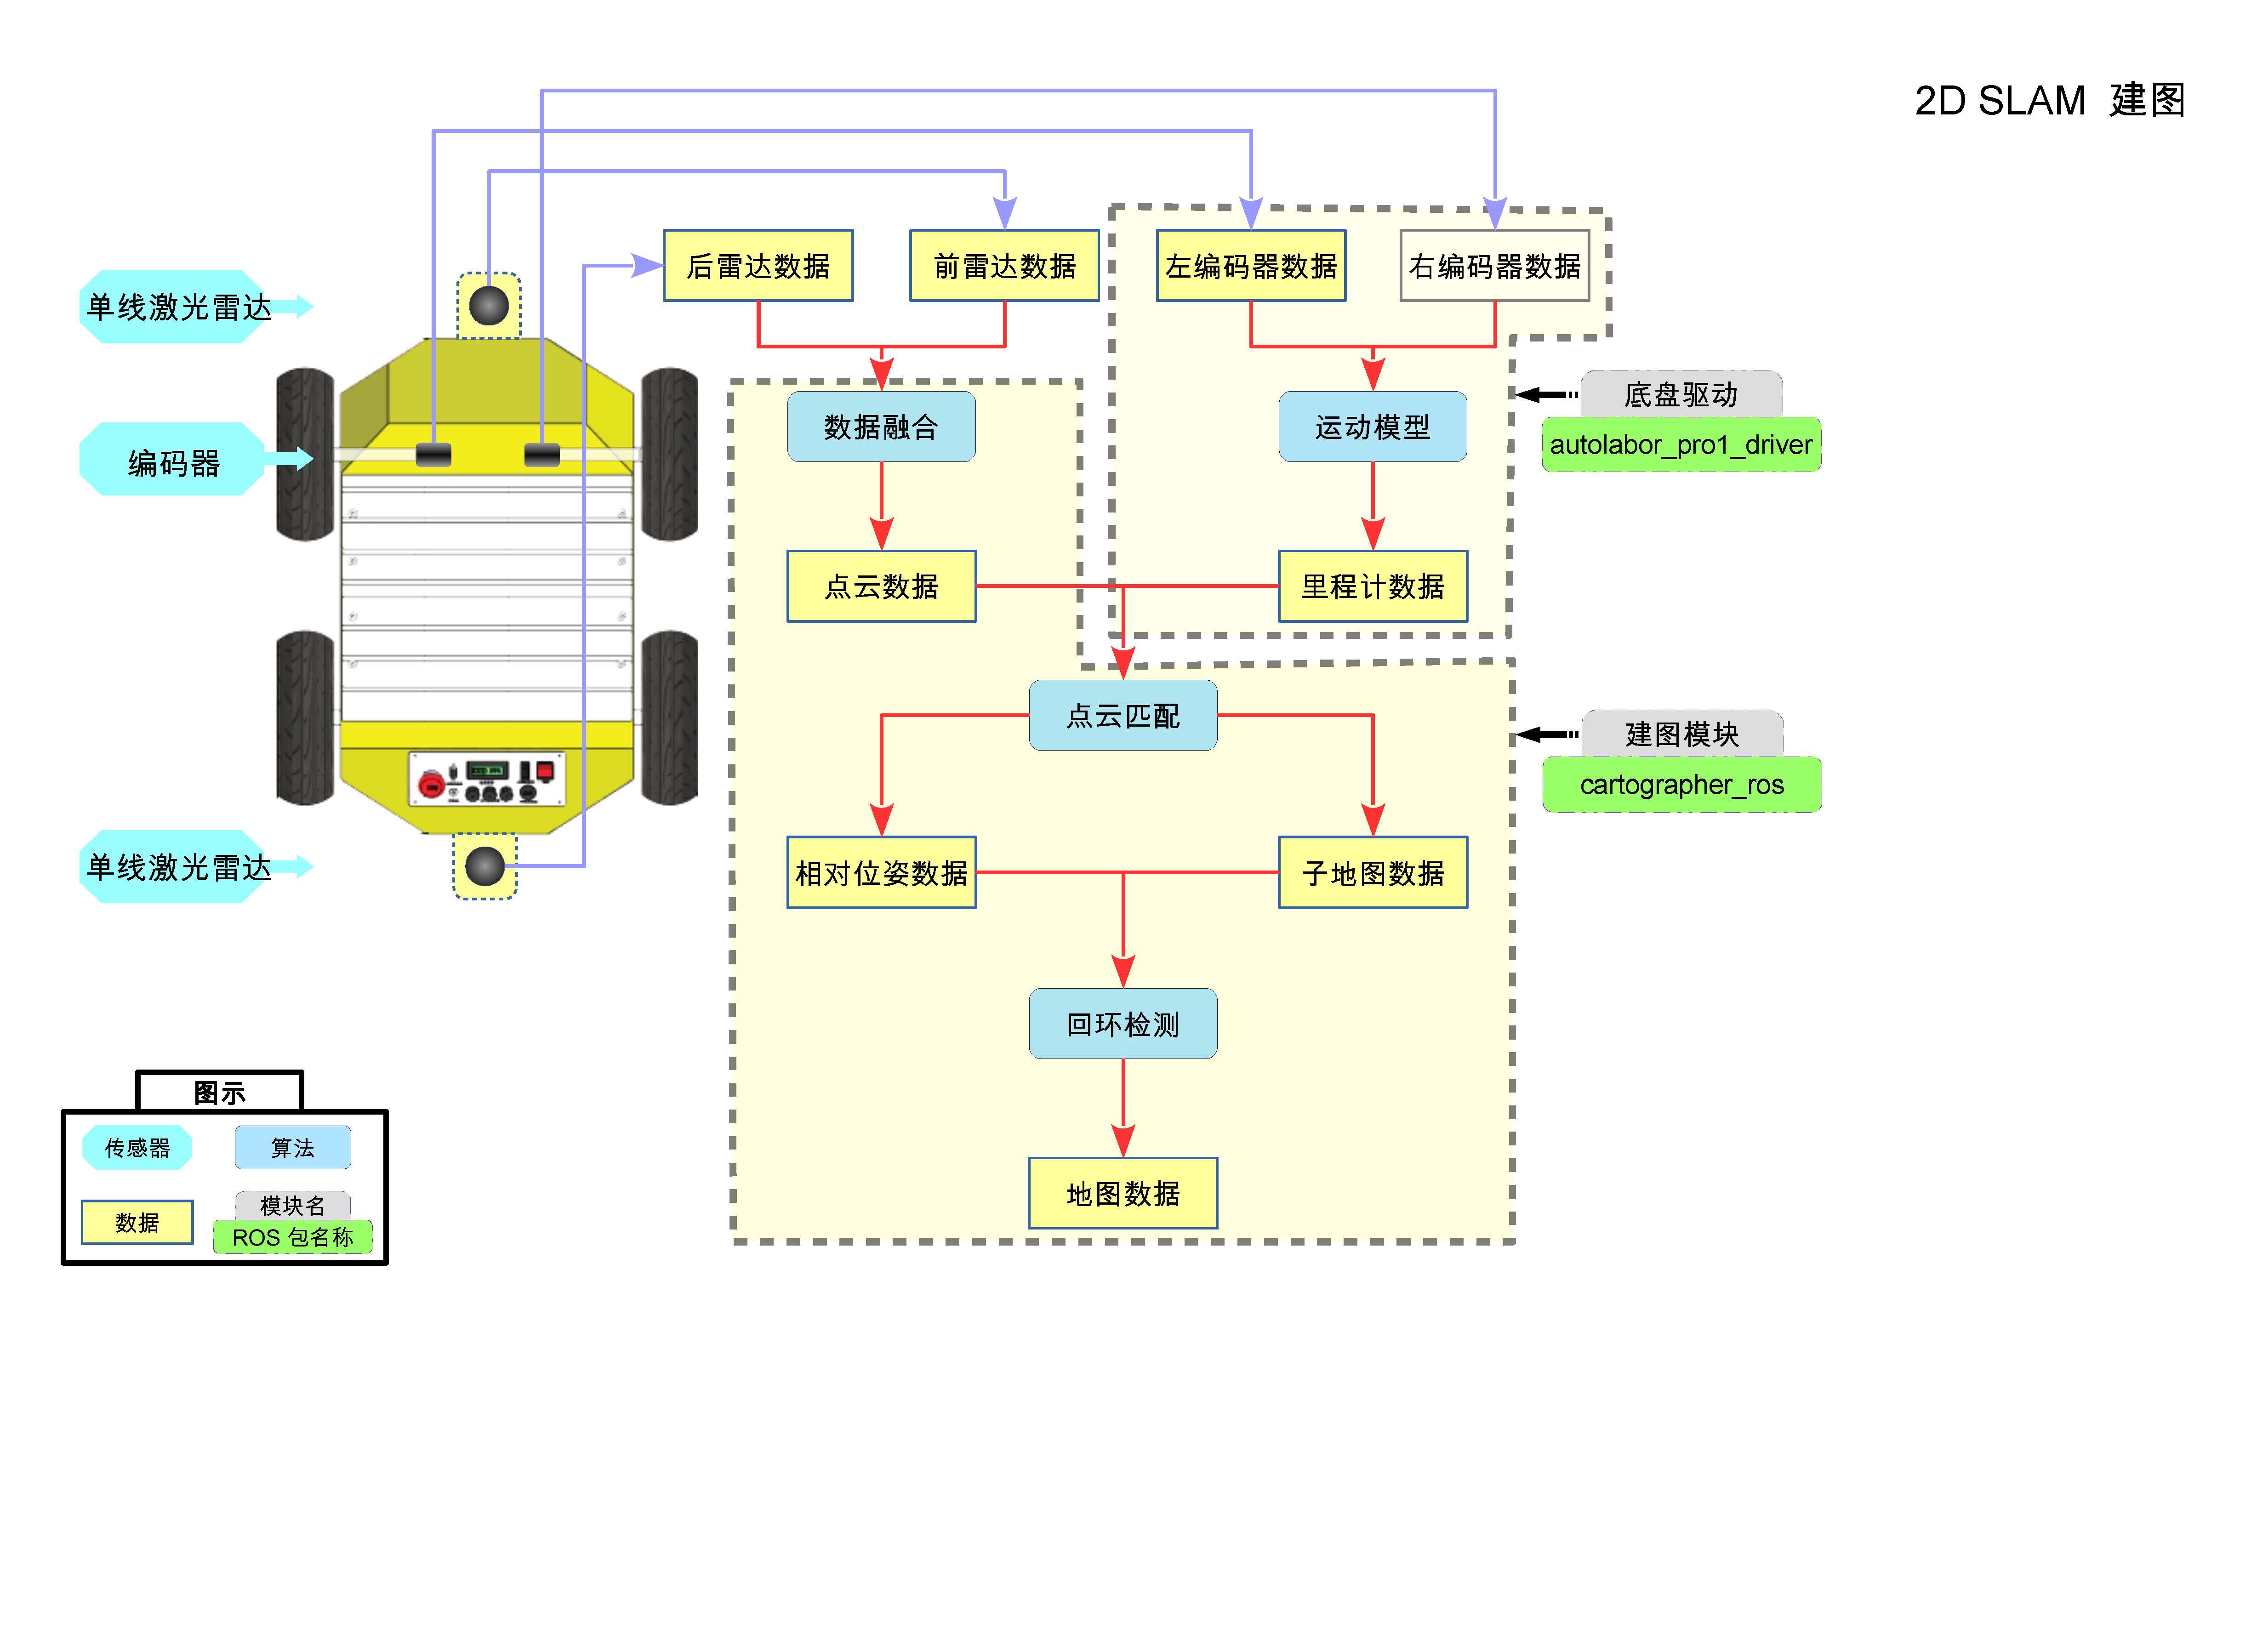 2D SLAM 建图
后雷达数据
前雷达数据
左编码器数据
右编码器数据
单线激光雷达
编码器
单线激光雷达
数据融合
运动模型
底盘驱动
autolabor_pro1_driver
点云数据
里程计数据
点云匹配
建图模块
cartographer_ros
相对位姿数据
子地图数据
回环检测
地图数据
图示
传感器
算法
数据
模块名
ROS 包名称